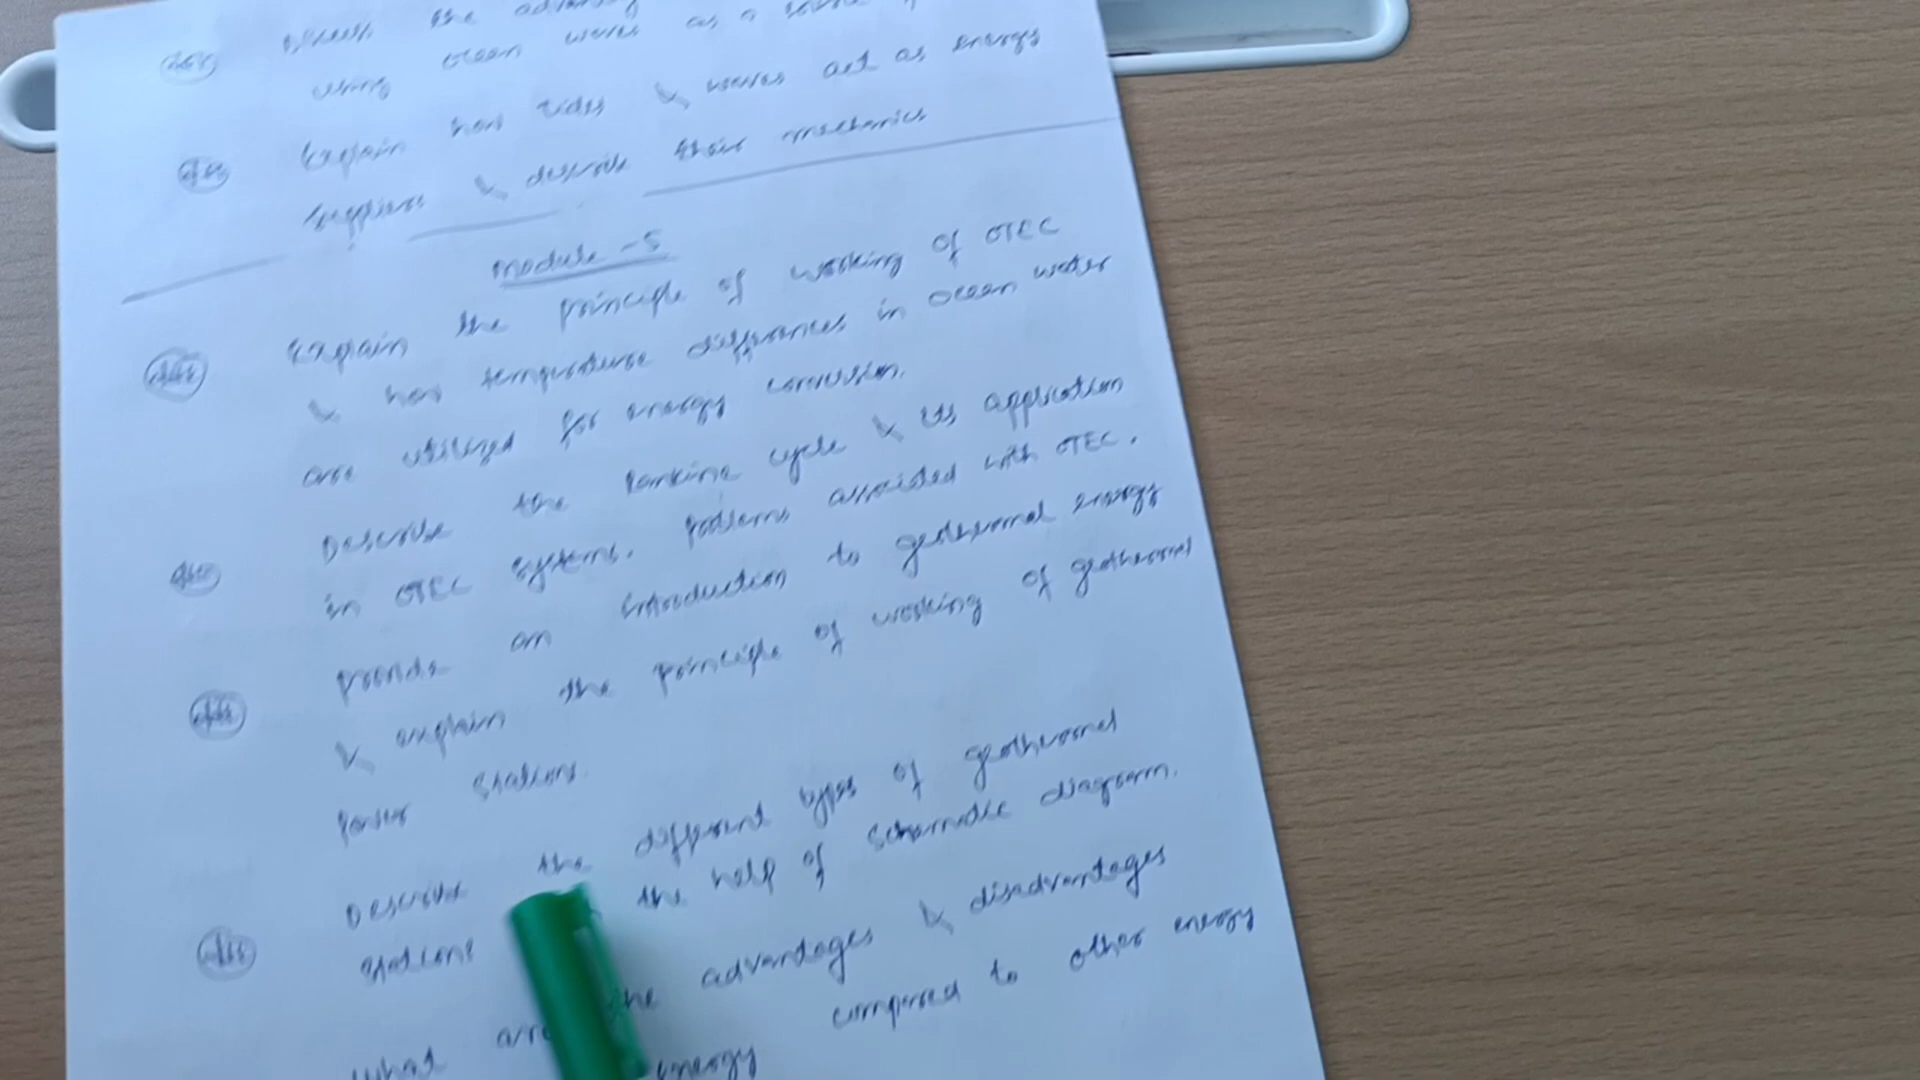 the
using ocean waves as a
Explain how tides & waves act as energy
suppliers & describe their mechanics
Module - 5
Explain the principle of working of OTEC
& how temperature differences in ocean water
are utilized for energy conversion.
Describe the Rankine cycle & its application
in OTEC systems. Problems associated with OTEC.
Provide an introduction to geothermal energy
& explain the principle of working of geothermal
Power stations.
Describe the different types of geothermal
stations the help of schematic diagram.
What are the advantages & disadvantages
energy compared to other energy